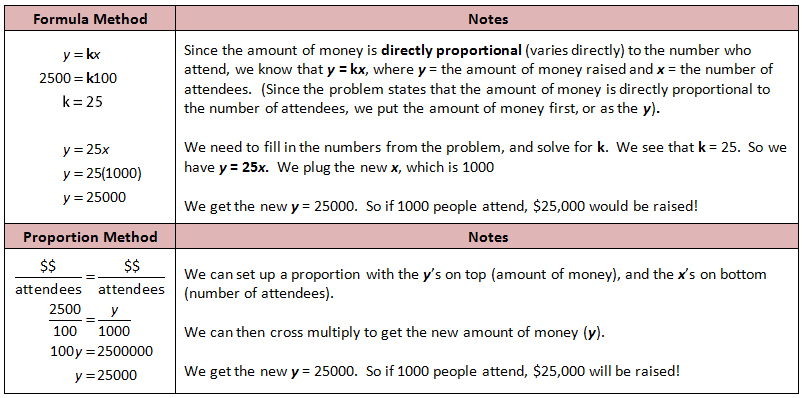 Formula Method
Notes
y = kx
2500 = k100
k = 25
y = 25x
y = 25(1000)
y = 25000
Since the amount of money is directly proportional (varies directly) to the number who
attend, we know that y = kx, where y = the amount of money raised and x = the number of
attendees.  (Since the problem states that the amount of money is directly proportional to
the number of attendees, we put the amount of money first, or as the y).
We need to fill in the numbers from the problem, and solve for k.  We see that k = 25.  So we
have y = 25x.  We plug the new x, which is 1000
We get the new y = 25000.  So if 1000 people attend, $25,000 would be raised!
Proportion Method
Notes
$$ / attendees = $$ / attendees
2500 / 100 = y / 1000
100y = 2500000
y = 25000
We can set up a proportion with the y's on top (amount of money), and the x's on bottom
(number of attendees).
We can then cross multiply to get the new amount of money (y).
We get the new y = 25000.  So if 1000 people attend, $25,000 will be raised!